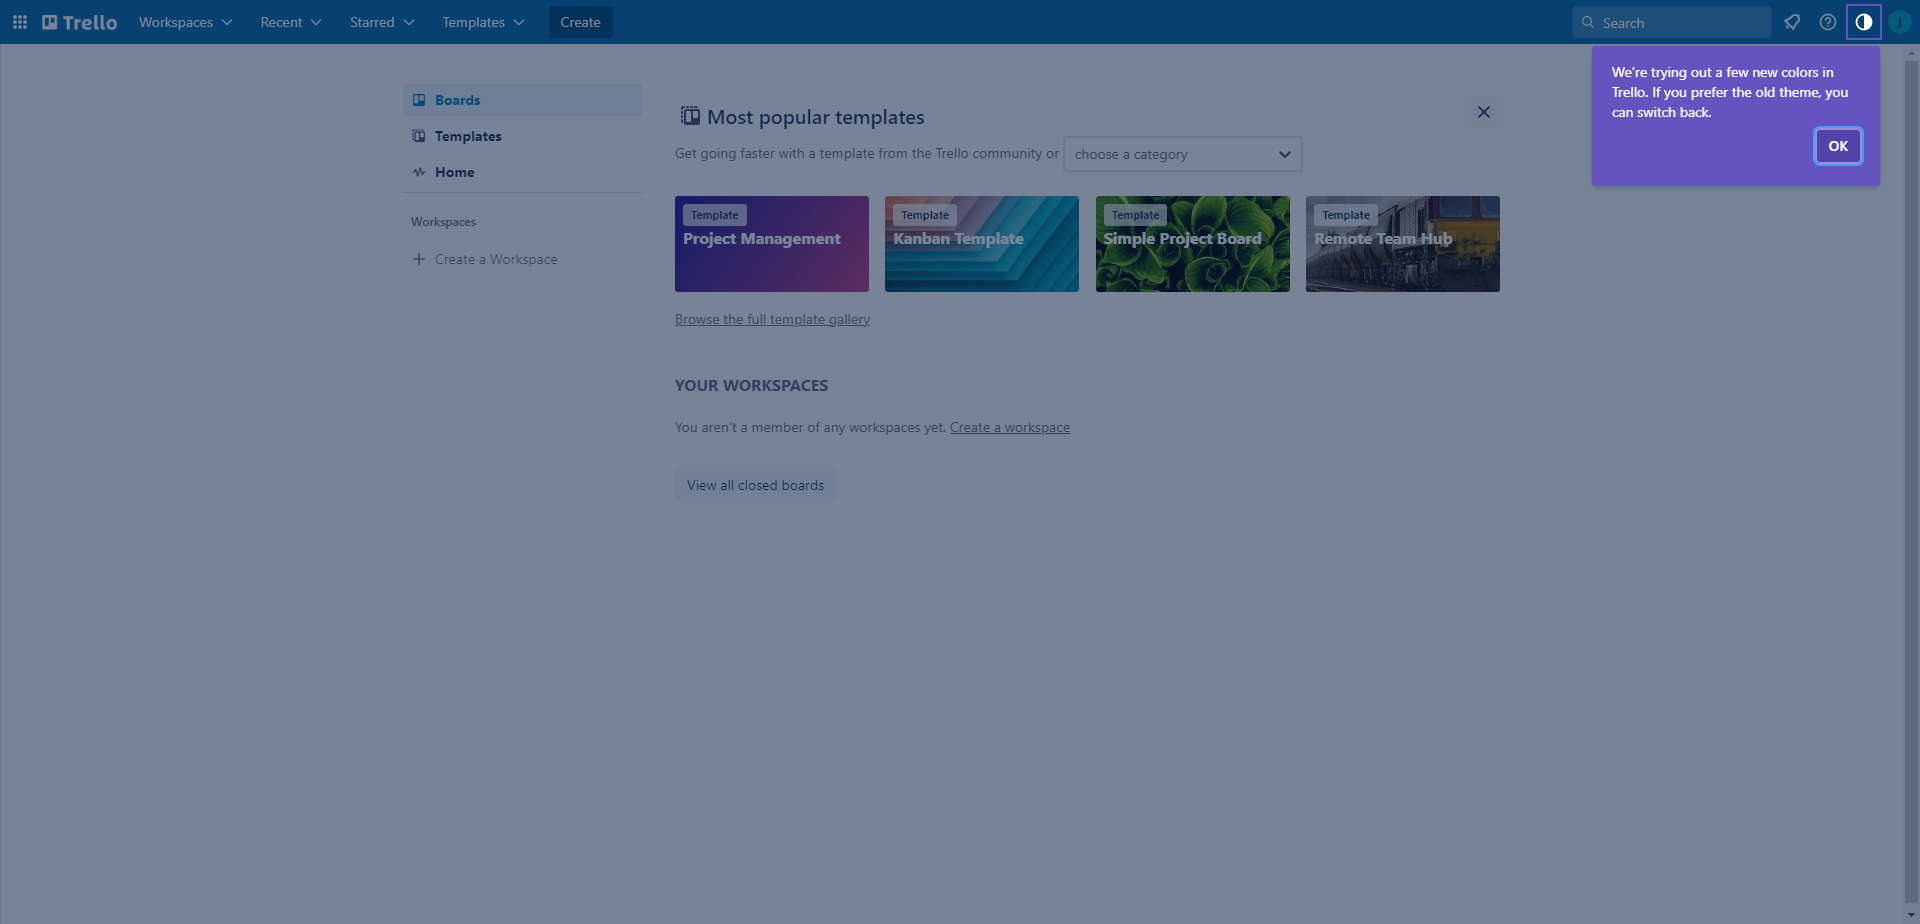 Trello
Workspaces
Recent
Starred
Templates
Create
Search
J
We're trying out a few new colors in
Trello. If you prefer the old theme, you
can switch back.
OK
Boards
Templates
Home
Workspaces
Create a Workspace
Most popular templates
Get going faster with a template from the Trello community or
choose a category
Template
Project Management
Template
Kanban Template
Template
Simple Project Board
Template
Remote Team Hub
Browse the full template gallery
YOUR WORKSPACES
You aren't a member of any workspaces yet. Create a workspace
View all closed boards